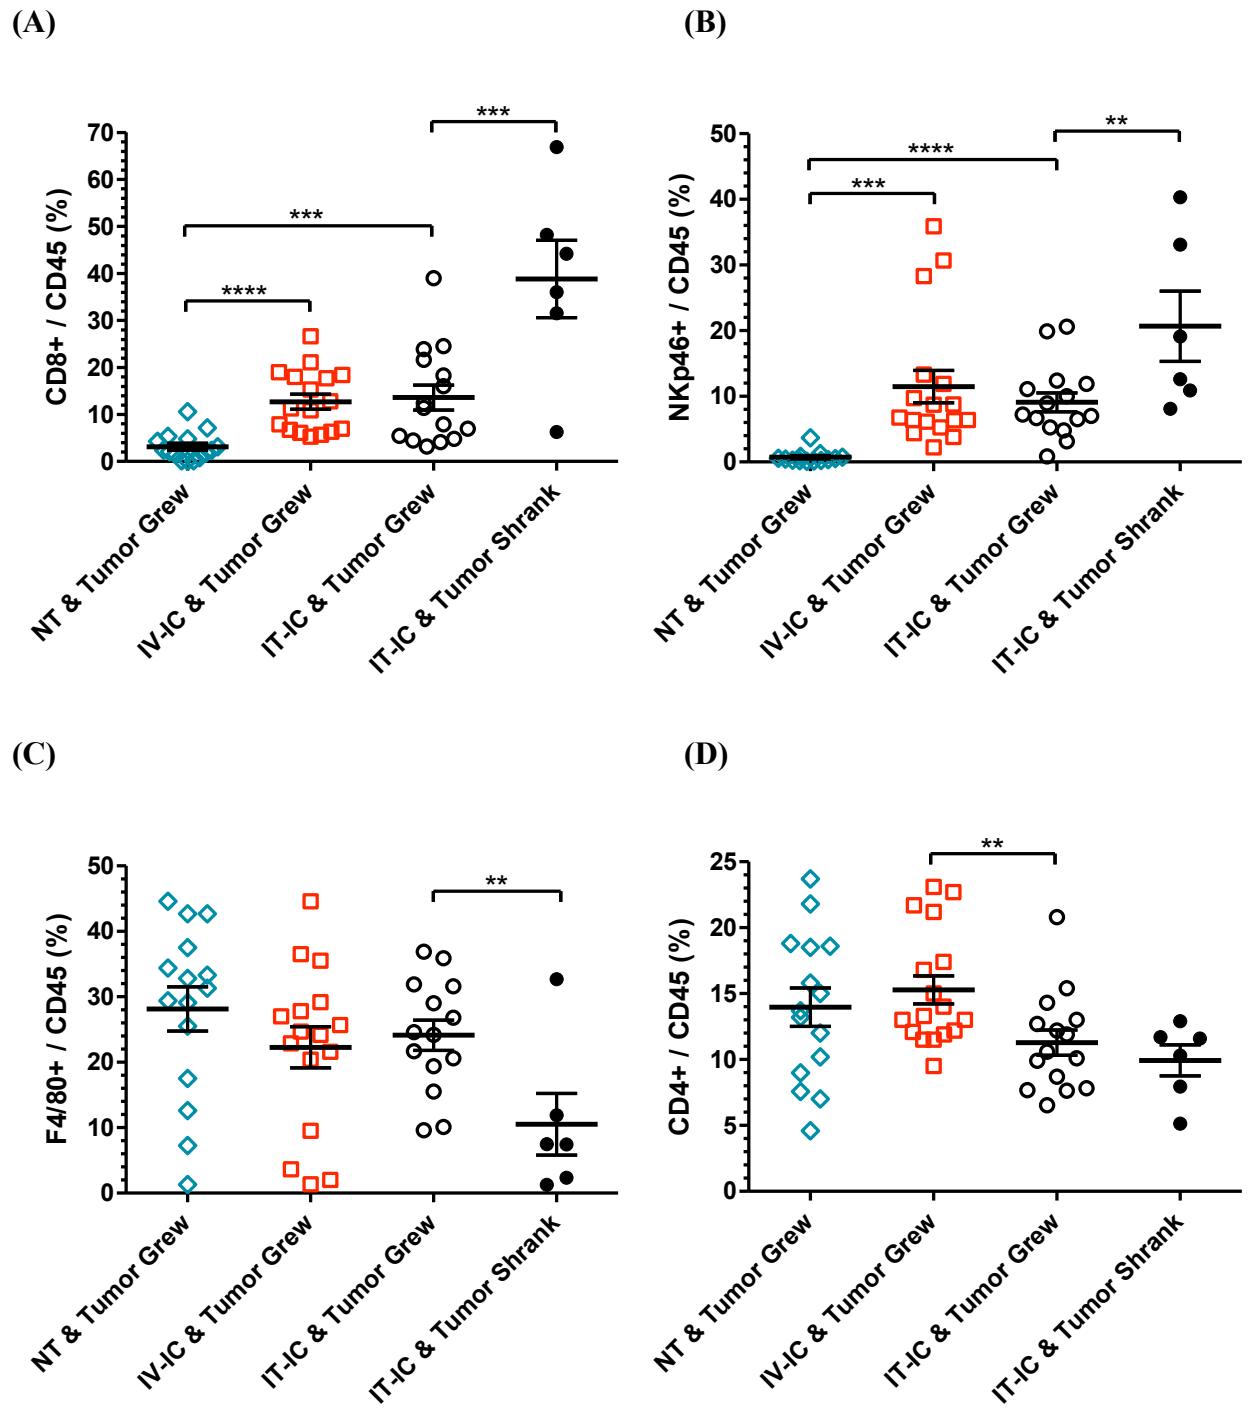 (A)
(B)
***
***
****
70
60
50
40
30
20
10
0
CD8+ / CD45 (%)
NT & Tumor Grew
IV-IC & Tumor Grew
IT-IC & Tumor Grew
IT-IC & Tumor Shrank
**
****
***
50
40
30
20
10
0
NKp46+ / CD45 (%)
NT & Tumor Grew
IV-IC & Tumor Grew
IT-IC & Tumor Grew
IT-IC & Tumor Shrank
(C)
(D)
**
50
40
30
20
10
0
F4/80+ / CD45 (%)
NT & Tumor Grew
IV-IC & Tumor Grew
IT-IC & Tumor Grew
IT-IC & Tumor Shrank
**
25
20
15
10
5
0
CD4+ / CD45 (%)
NT & Tumor Grew
IV-IC & Tumor Grew
IT-IC & Tumor Grew
IT-IC & Tumor Shrank